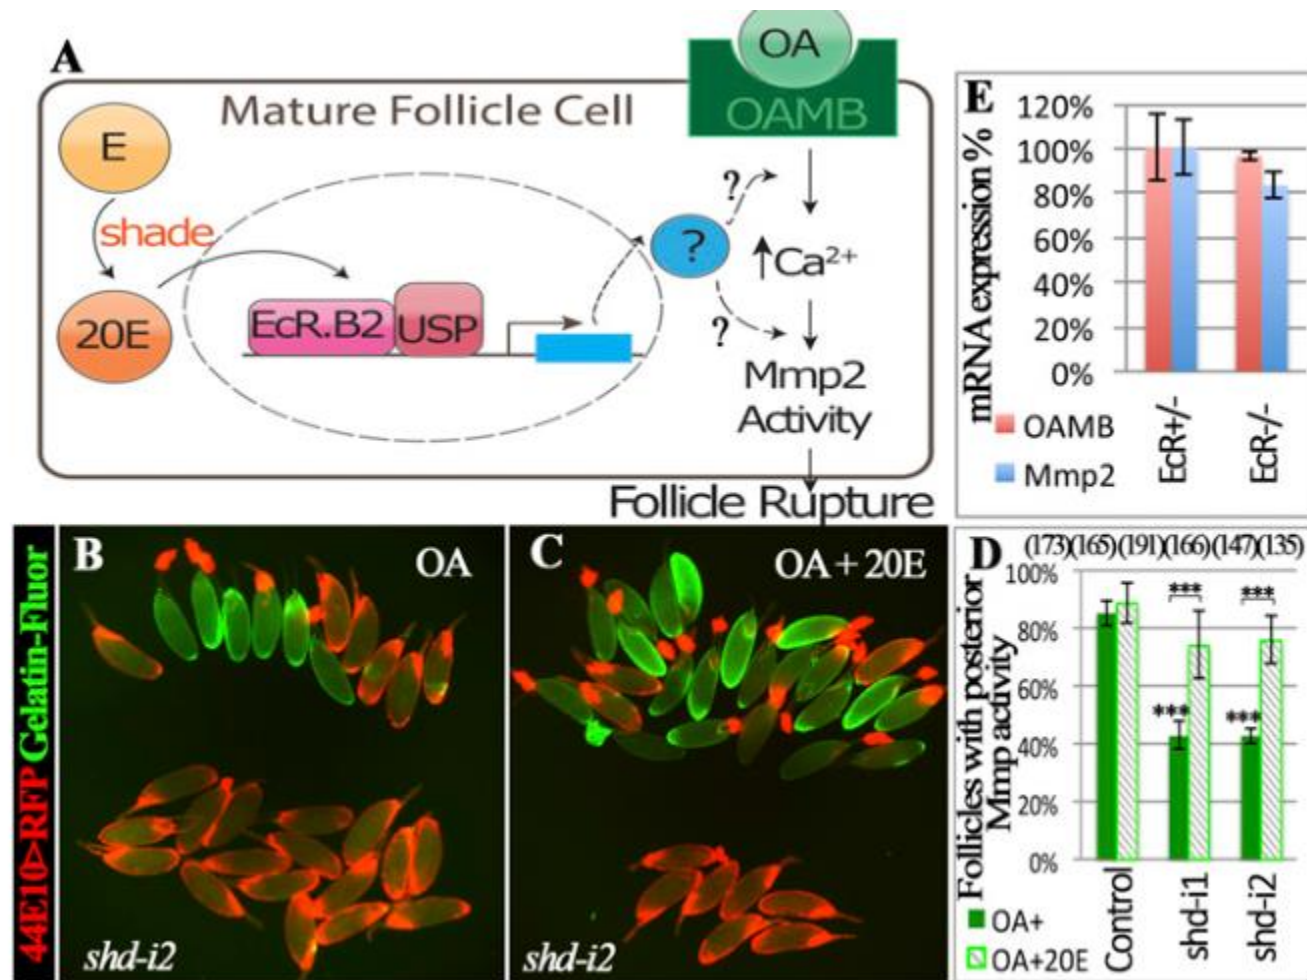 A
Mature Follicle Cell
OA
OAMB
E
shade
20E
EcR.B2
USP
?
?
?
↑Ca²⁺
Mmp2
Activity
Follicle Rupture
E
mRNA expression %
120%
100%
80%
60%
40%
20%
0%
EcR+/-
EcR-/-
OAMB
Mmp2
44E10>RFP Gelatin-Fluor
B
OA
shd-i2
C
OA + 20E
shd-i2
D
(173)(165)(191)(166)(147)(135)
Follicles with posterior
Mmp activity
100%
80%
60%
40%
20%
0%
***
***
***
***
Control
shd-i1
shd-i2
OA+
OA+20E